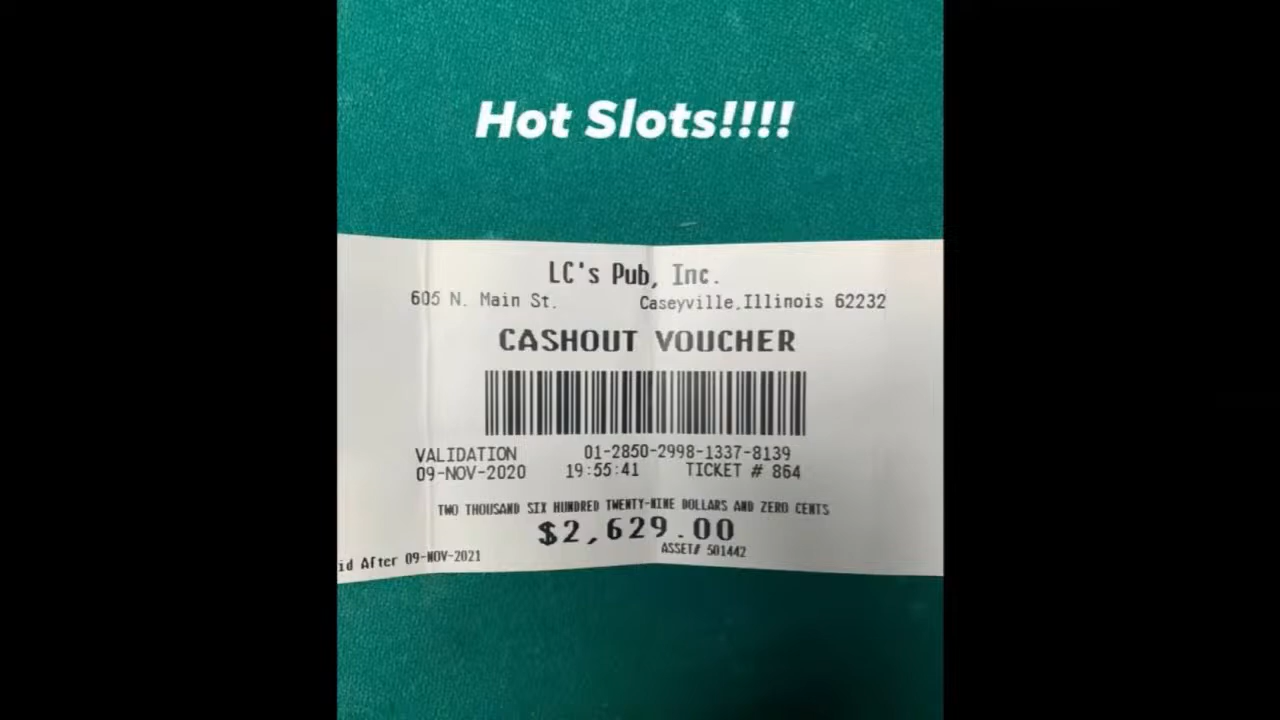 Hot Slots!!!!
LC's Pub, Inc.
605 N. Main St. Caseyville,Illinois 62232
CASHOUT VOUCHER
VALIDATION 01-2850-2998-1337-8139
09-NOV-2020 19:55:41 TICKET # 864
TWO THOUSAND SIX HUNDRED TWENTY-NINE DOLLARS AND ZERO CENTS
$2,629.00
id After 09-NOV-2021 ASSET# 501442